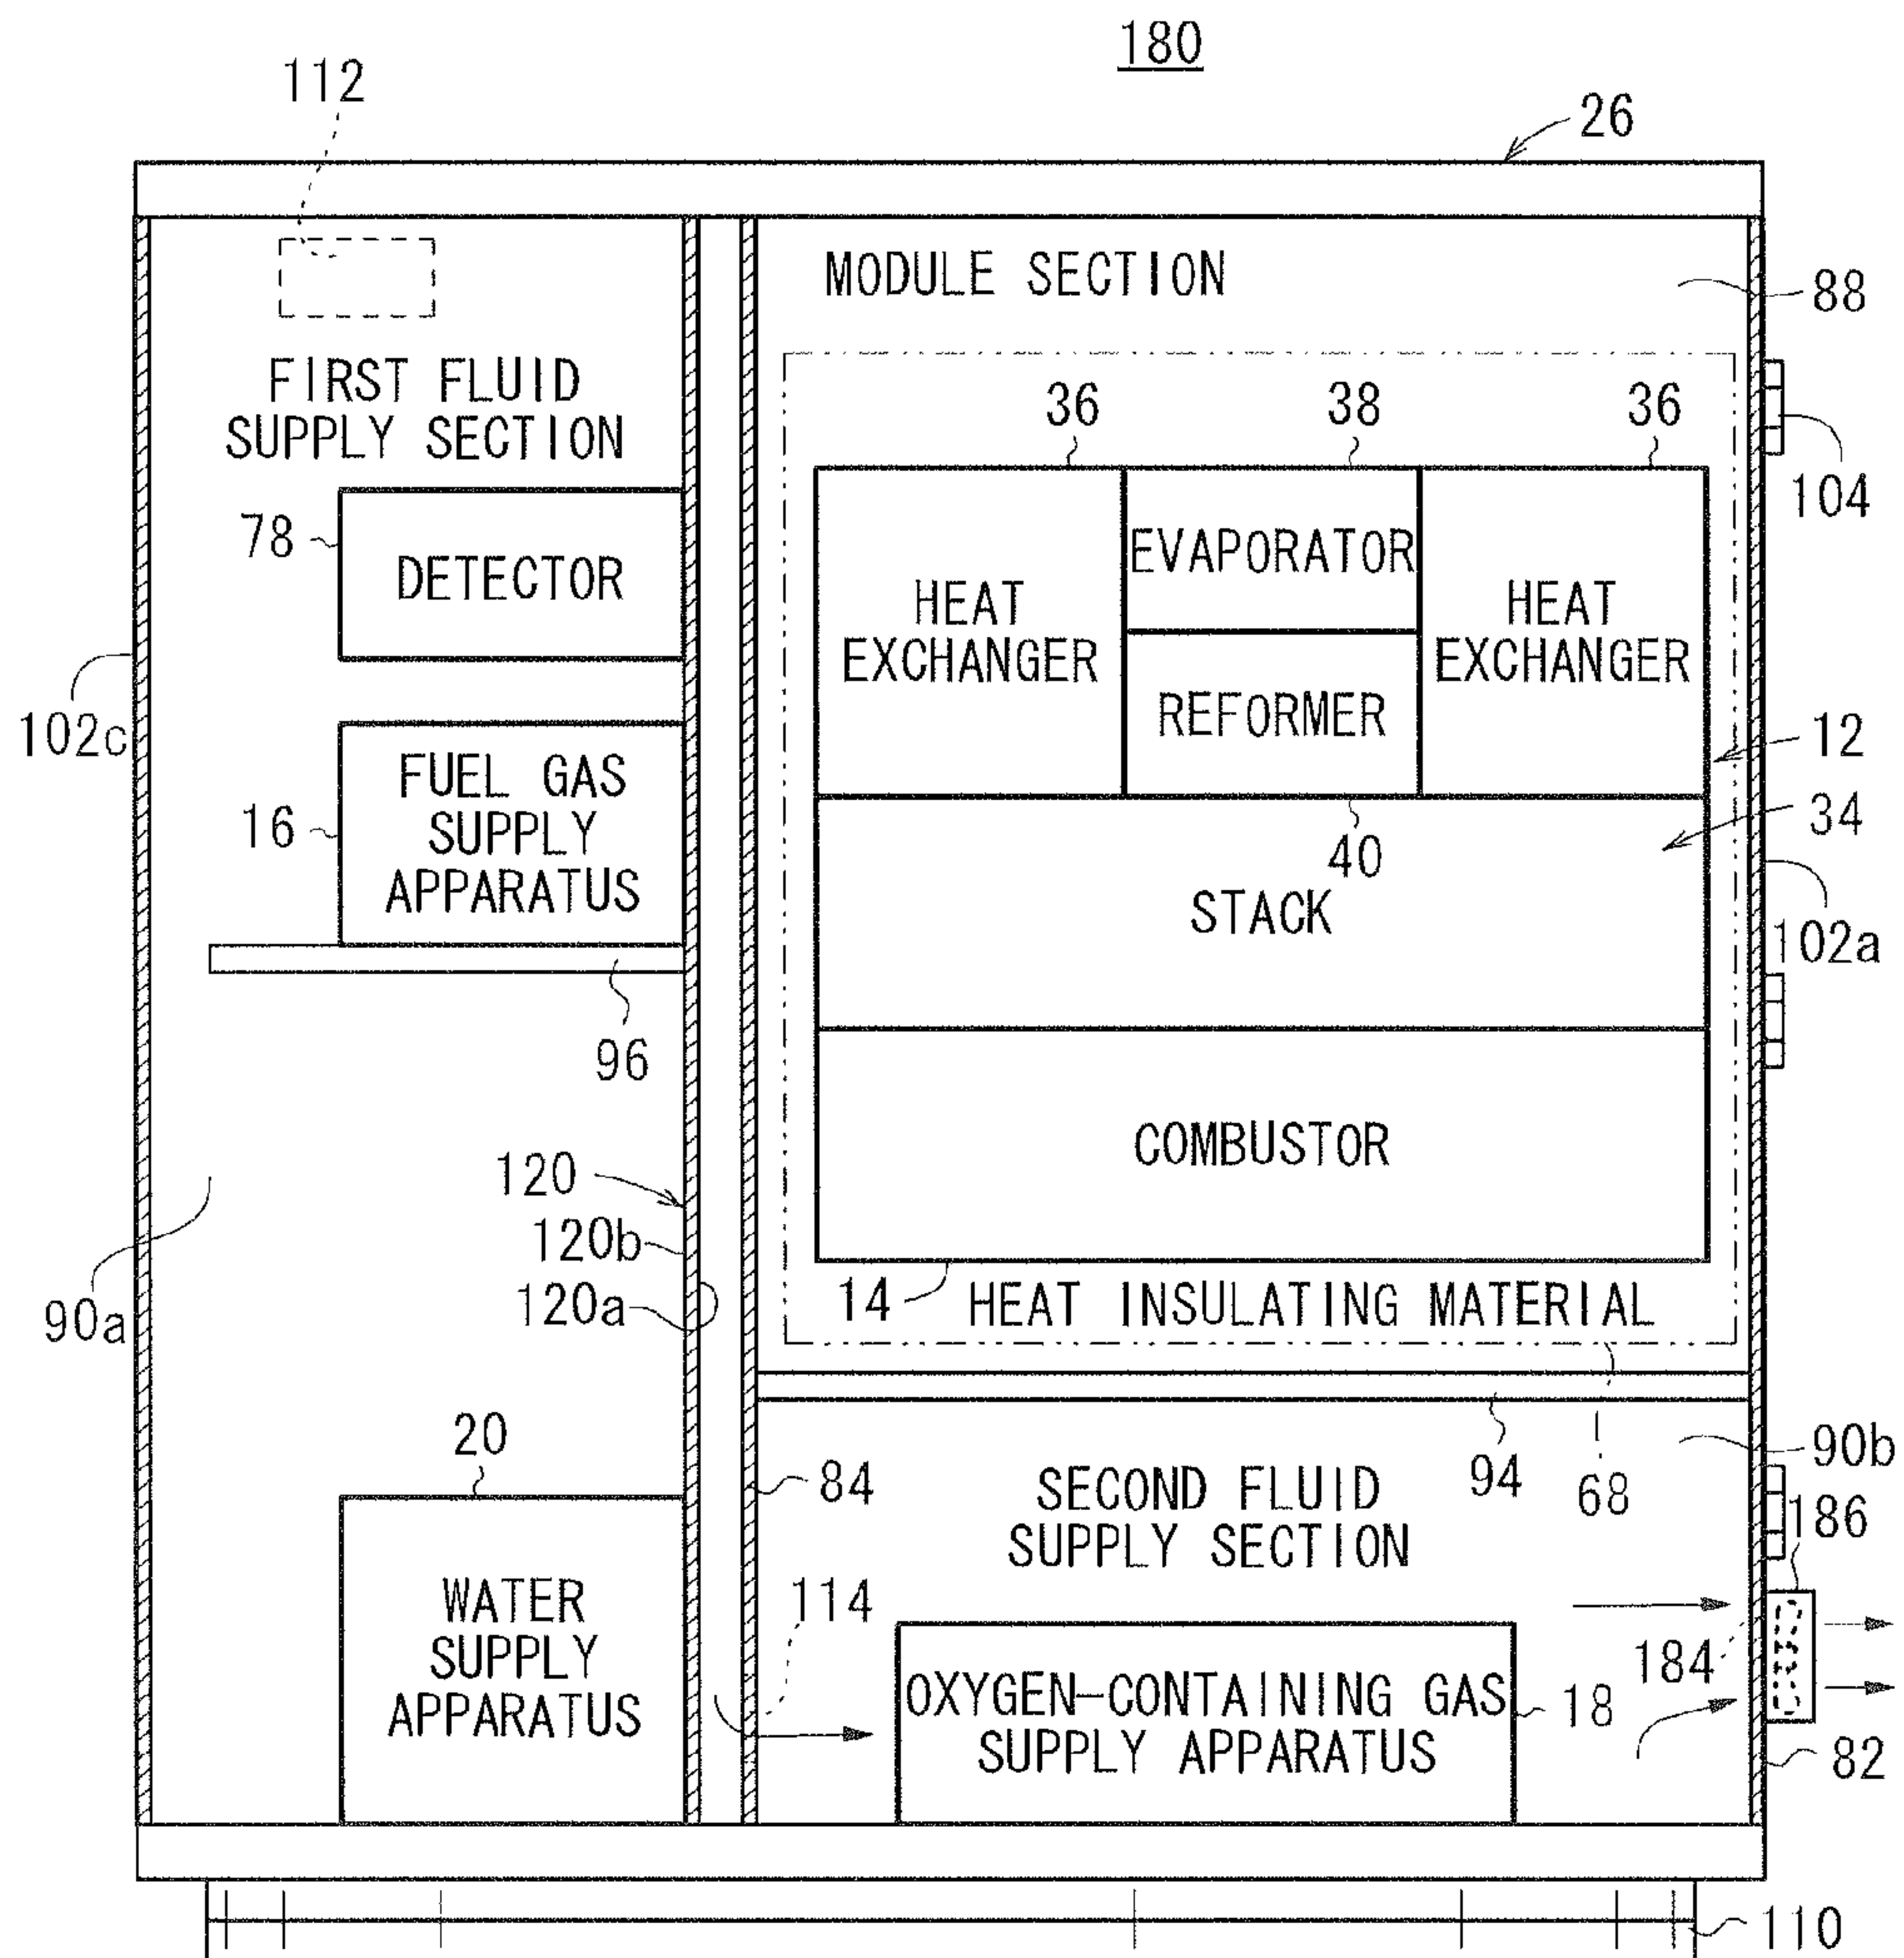 180
112
26
MODULE SECTION
88
FIRST FLUID
SUPPLY SECTION
36
38
36
104
78
DETECTOR
EVAPORATOR
HEAT
EXCHANGER
HEAT
EXCHANGER
REFORMER
102c
12
16
FUEL GAS
SUPPLY
APPARATUS
34
40
STACK
102a
96
COMBUSTOR
120
120b
120a
90a
14
HEAT INSULATING MATERIAL
20
84
94
68
90b
SECOND FLUID
SUPPLY SECTION
186
WATER
SUPPLY
APPARATUS
114
184
OXYGEN-CONTAINING GAS
SUPPLY APPARATUS
18
82
110